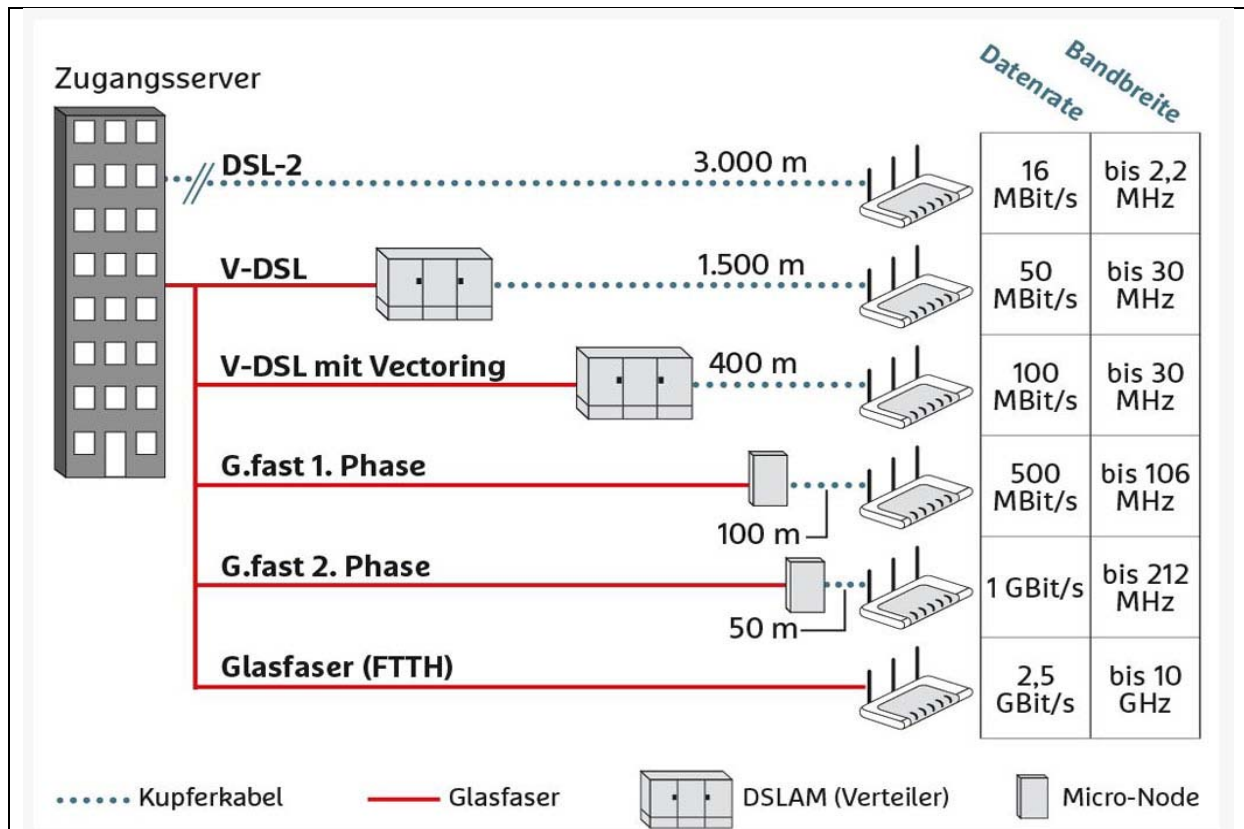 Zugangsserver
Datenrate
Bandbreite
DSL-2
3.000 m
16
MBit/s
bis 2,2
MHz
V-DSL
1.500 m
50
MBit/s
bis 30
MHz
V-DSL mit Vectoring
400 m
100
MBit/s
bis 30
MHz
G.fast 1. Phase
100 m
500
MBit/s
bis 106
MHz
G.fast 2. Phase
50 m
1 GBit/s
bis 212
MHz
Glasfaser (FTTH)
2,5
GBit/s
bis 10
GHz
Kupferkabel
Glasfaser
DSLAM (Verteiler)
Micro-Node